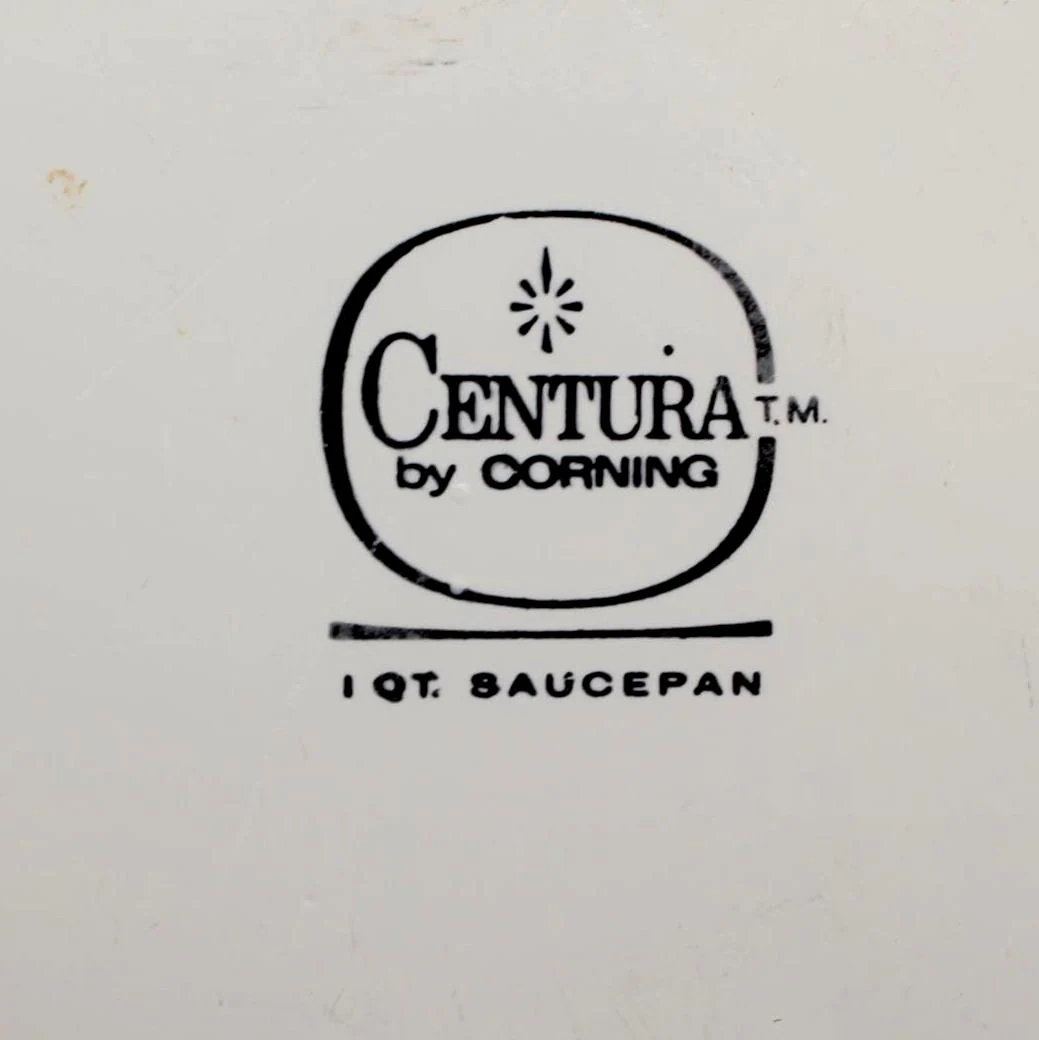 CENTURA T.M.
by CORNING
1 QT. SAUCEPAN